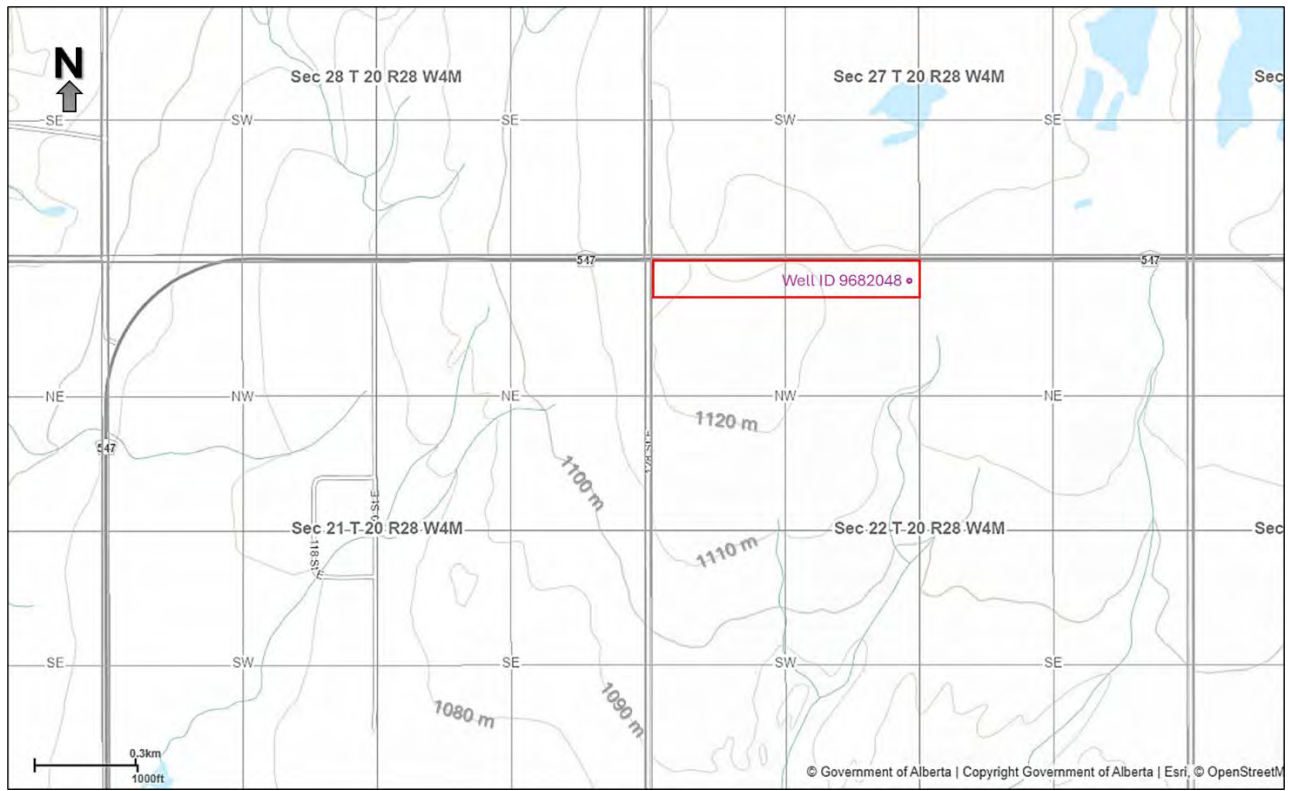 N
Sec 28 T 20 R28 W4M
Sec 27 T 20 R28 W4M
Sec
SE
SW
SE
SW
SE
547
547
Well ID 9682048
NE
NW
NE
NW
NE
1120 m
547
1100 m
Sec 21 T 20 R28 W4M
Sec 22 T 20 R28 W4M
Sec
1110 m
118 St E
SE
SW
SE
SW
SE
1080 m
1090 m
0.3km
1000ft
© Government of Alberta | Copyright Government of Alberta | Esri, © OpenStreetM